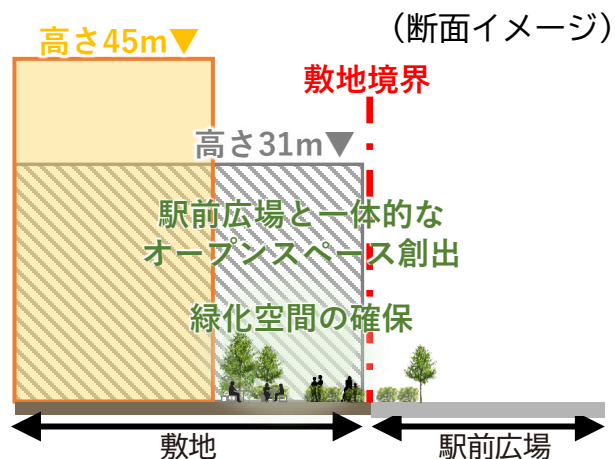 （断面イメージ）
高さ45m▼
敷地境界
高さ31m▼
駅前広場と一体的な
オープンスペース創出
緑化空間の確保
敷地
駅前広場